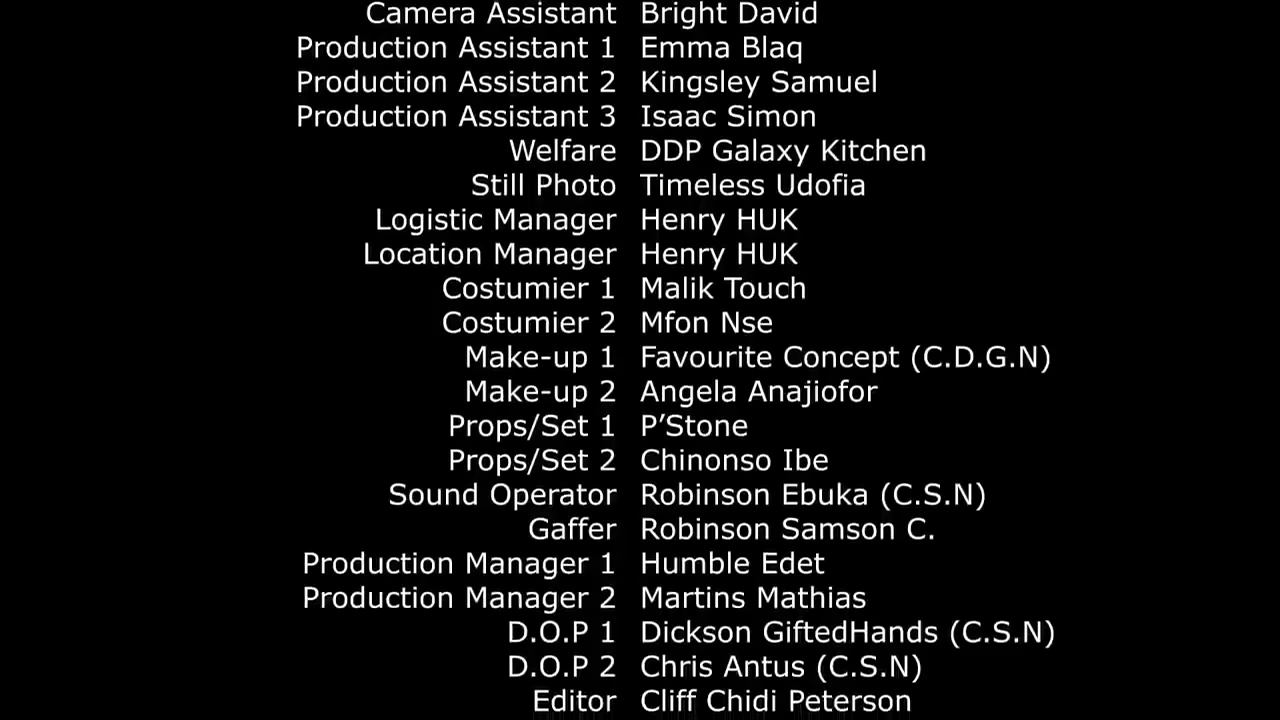 Camera Assistant Bright David
Production Assistant 1 Emma Blaq
Production Assistant 2 Kingsley Samuel
Production Assistant 3 Isaac Simon
Welfare DDP Galaxy Kitchen
Still Photo Timeless Udofia
Logistic Manager Henry HUK
Location Manager Henry HUK
Costumier 1 Malik Touch
Costumier 2 Mfon Nse
Make-up 1 Favourite Concept (C.D.G.N)
Make-up 2 Angela Anajiofor
Props/Set 1 P’Stone
Props/Set 2 Chinonso Ibe
Sound Operator Robinson Ebuka (C.S.N)
Gaffer Robinson Samson C.
Production Manager 1 Humble Edet
Production Manager 2 Martins Mathias
D.O.P 1 Dickson GiftedHands (C.S.N)
D.O.P 2 Chris Antus (C.S.N)
Editor Cliff Chidi Peterson